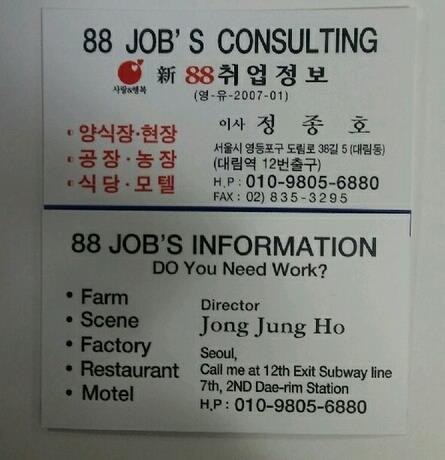 88 JOB'S CONSULTING
사랑&행복
新 88취업정보
(영-유-2007-01)
• 양식장·현장
• 공장·농장
• 식당·모텔
이사 정종호
서울시 영등포구 도림로 38길 5 (대림동)
(대림역 12번출구)
H.P: 010-9805-6880
FAX: 02) 835-3295
88 JOB'S INFORMATION
DO You Need Work?
• Farm
• Scene
• Factory
• Restaurant
• Motel
Director
Jong Jung Ho
Seoul,
Call me at 12th Exit Subway line
7th, 2ND Dae-rim Station
H.P: 010-9805-6880